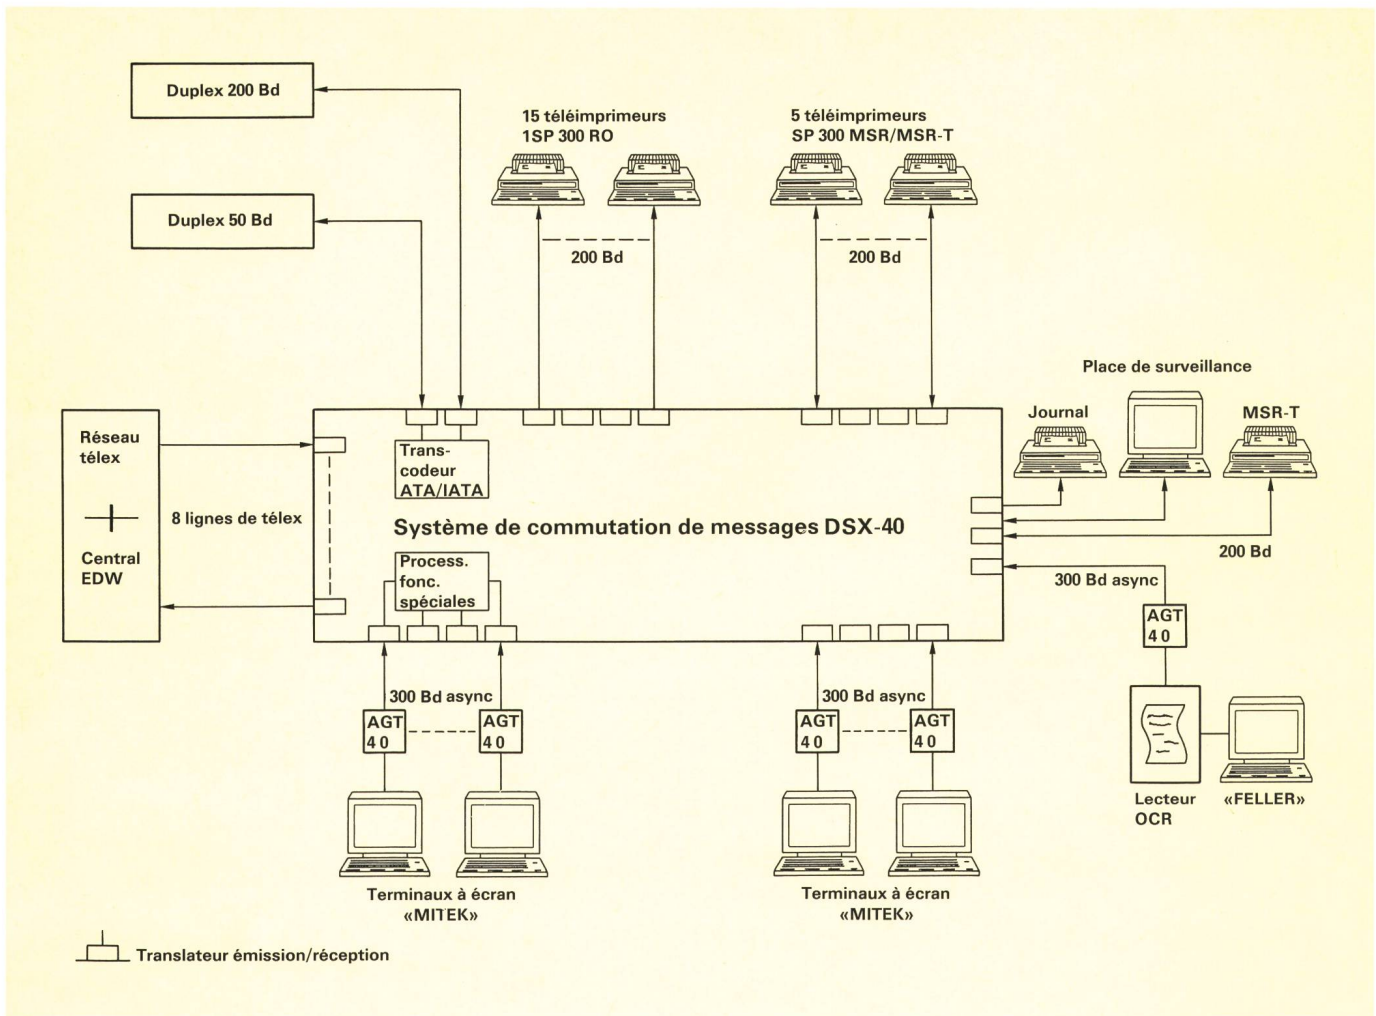 Duplex 200 Bd
15 téléimprimeurs
1SP 300 RO
5 téléimprimeurs
SP 300 MSR/MSR-T
Duplex 50 Bd
200 Bd
200 Bd
Place de surveillance
Journal
MSR-T
Réseau
télex
Central
EDW
8 lignes de télex
Trans-
codeur
ATA/IATA
Système de commutation de messages DSX-40
Process.
fonc.
spéciales
200 Bd
300 Bd async
AGT
40
300 Bd async
AGT
40
AGT
40
300 Bd async
AGT
40
AGT
40
Lecteur
OCR
«FELLER»
Terminaux à écran
«MITEK»
Terminaux à écran
«MITEK»
Translateur émission/réception